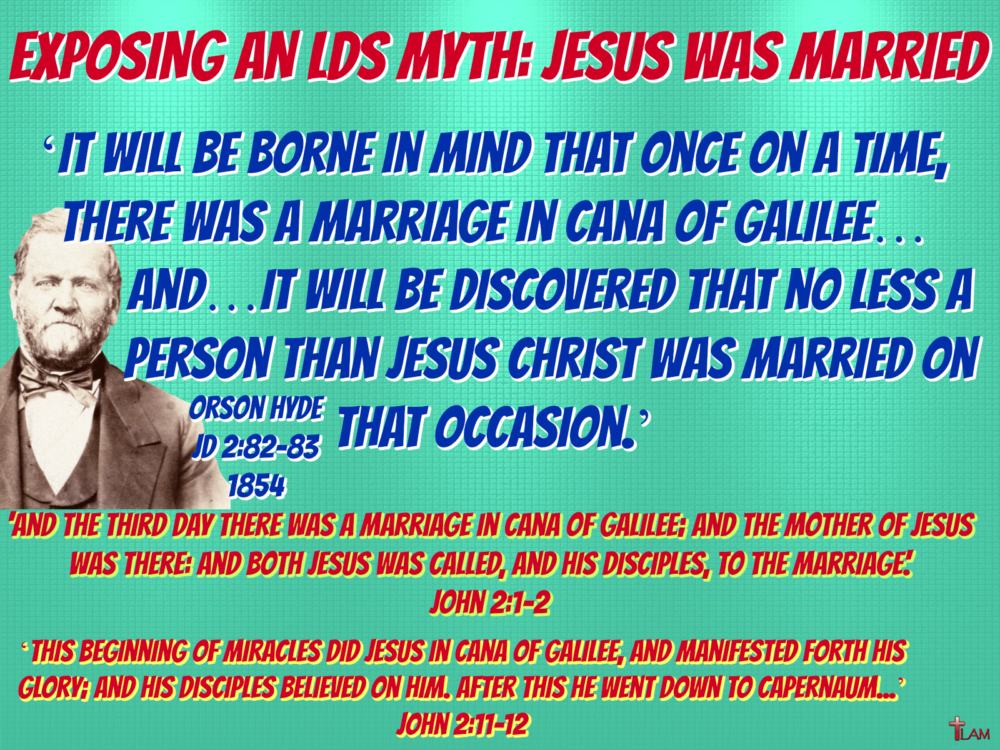 EXPOSING AN LDS MYTH: JESUS WAS MARRIED
‘IT WILL BE BORNE IN MIND THAT ONCE ON A TIME,
THERE WAS A MARRIAGE IN CANA OF GALILEE...
AND...IT WILL BE DISCOVERED THAT NO LESS A
PERSON THAN JESUS CHRIST WAS MARRIED ON
THAT OCCASION.’
ORSON HYDE
JD 2:82-83
1854
'AND THE THIRD DAY THERE WAS A MARRIAGE IN CANA OF GALILEE; AND THE MOTHER OF JESUS
WAS THERE: AND BOTH JESUS WAS CALLED, AND HIS DISCIPLES, TO THE MARRIAGE.'
JOHN 2:1-2
‘THIS BEGINNING OF MIRACLES DID JESUS IN CANA OF GALILEE, AND MANIFESTED FORTH HIS
GLORY; AND HIS DISCIPLES BELIEVED ON HIM. AFTER THIS HE WENT DOWN TO CAPERNAUM...’
JOHN 2:11-12
LAM